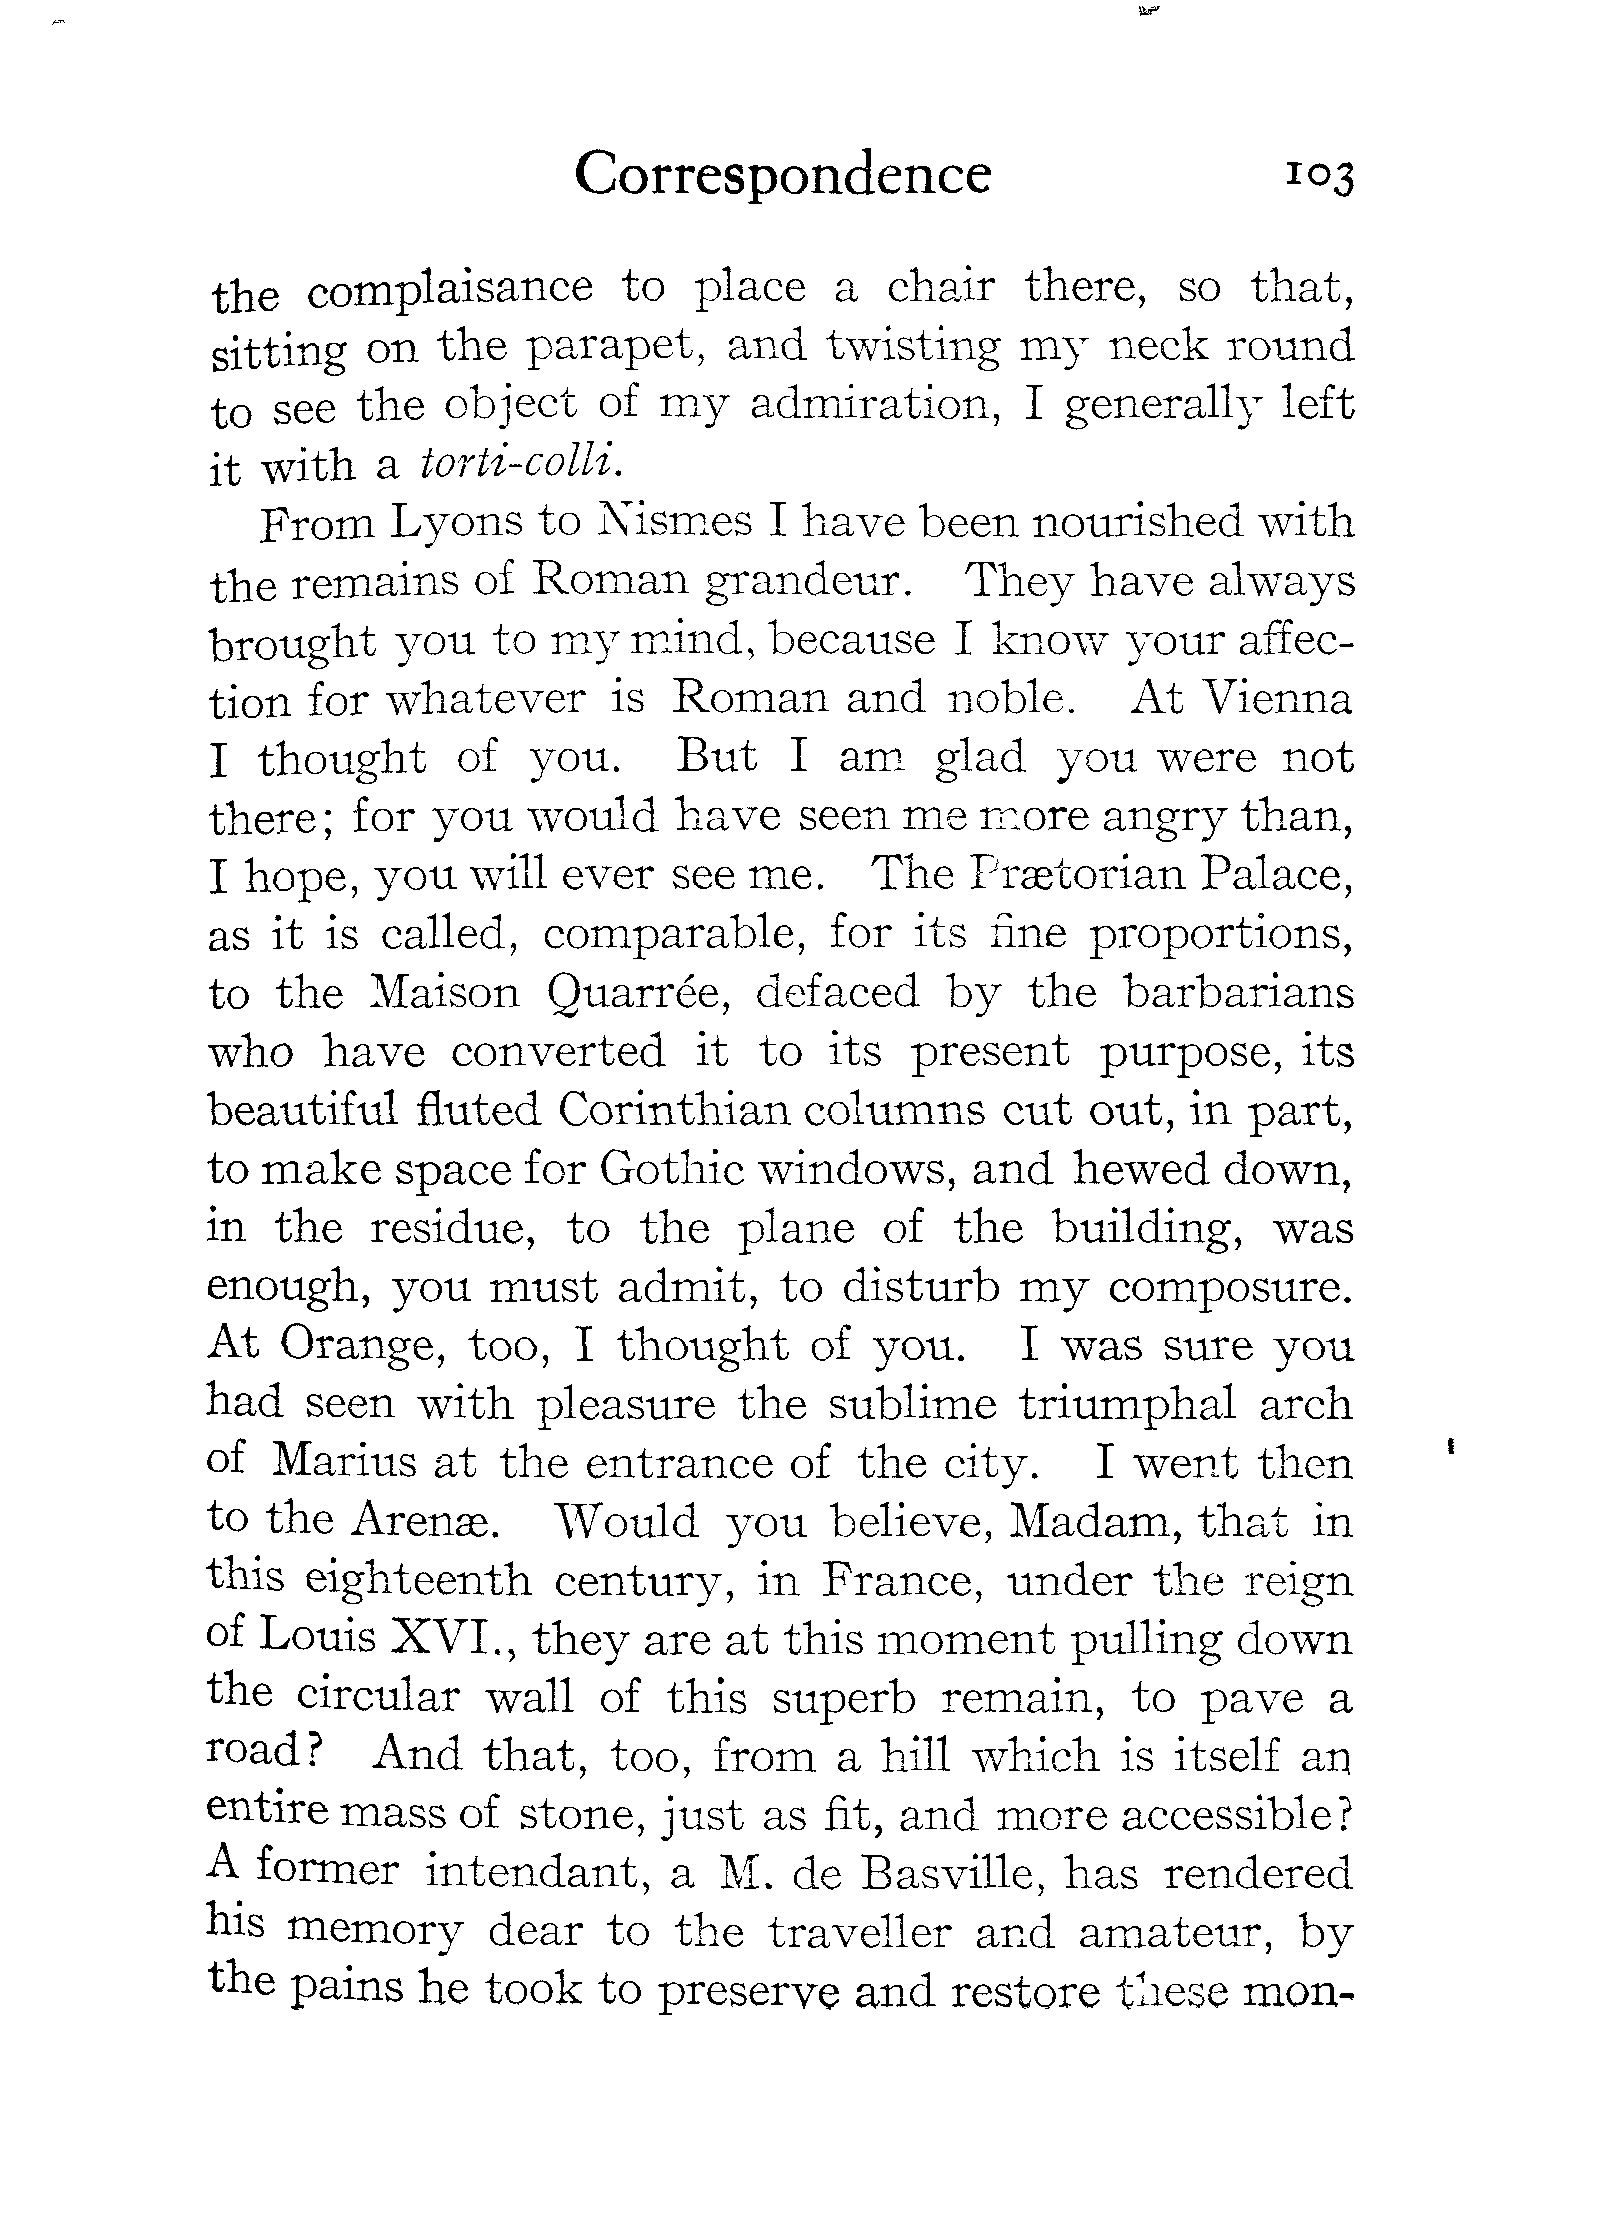 Correspondence 103
the complaisance to place a chair there, so that,
sitting on the parapet, and twisting my neck round
to see the object of my admiration, I generally left
it with a torti-colli.
From Lyons to Nismes I have been nourished with
the remains of Roman grandeur. They have always
brought you to my mind, because I know your affec-
tion for whatever is Roman and noble. At Vienna
I thought of you. But I am glad you were not
there; for you would have seen me more angry than,
I hope, you will ever see me. The Prætorian Palace,
as it is called, comparable, for its fine proportions,
to the Maison Quarrée, defaced by the barbarians
who have converted it to its present purpose, its
beautiful fluted Corinthian columns cut out, in part,
to make space for Gothic windows, and hewed down,
in the residue, to the plane of the building, was
enough, you must admit, to disturb my composure.
At Orange, too, I thought of you. I was sure you
had seen with pleasure the sublime triumphal arch
of Marius at the entrance of the city. I went then
to the Arenæ. Would you believe, Madam, that in
this eighteenth century, in France, under the reign
of Louis XVI., they are at this moment pulling down
the circular wall of this superb remain, to pave a
road? And that, too, from a hill which is itself an
entire mass of stone, just as fit, and more accessible?
A former intendant, a M. de Basville, has rendered
his memory dear to the traveller and amateur, by
the pains he took to preserve and restore these mon-